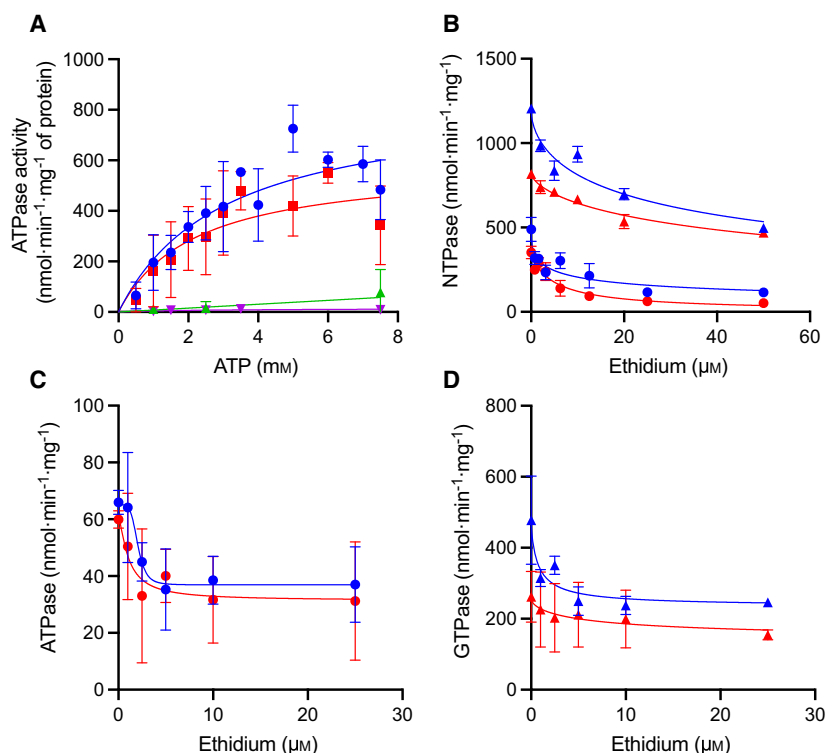 A
ATPase activity
(nmol·min⁻¹·mg⁻¹ of protein)
1000
800
600
400
200
0
0 2 4 6 8
ATP (mM)
B
NTPase (nmol·min⁻¹·mg⁻¹)
1500
1000
500
0
0 20 40 60
Ethidium (μM)
C
ATPase (nmol·min⁻¹·mg⁻¹)
100
80
60
40
20
0
0 10 20 30
Ethidium (μM)
D
GTPase (nmol·min⁻¹·mg⁻¹)
800
600
400
200
0
0 10 20 30
Ethidium (μM)